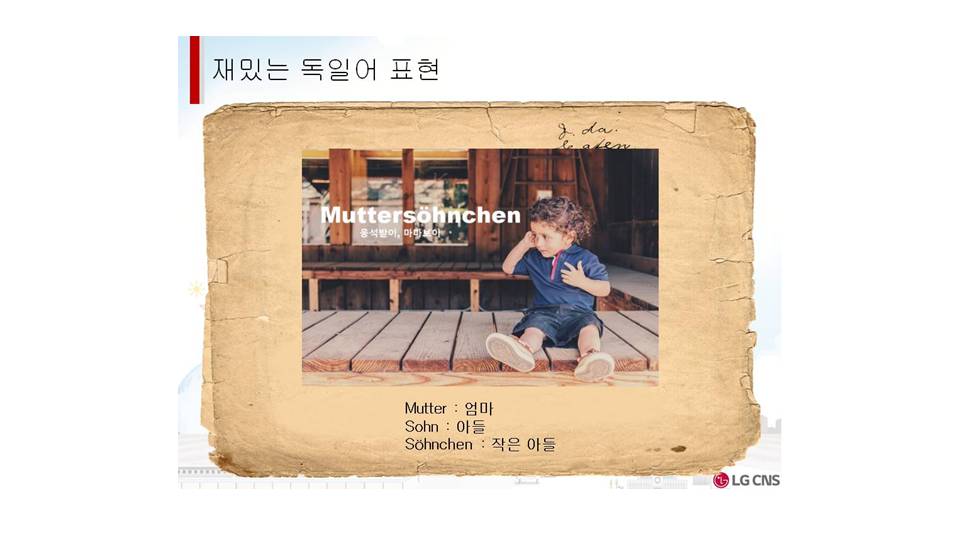 재밌는 독일어 표현
g. da.
Muttersöhnchen
응석받이, 마마보이
Mutter : 엄마
Sohn : 아들
Söhnchen : 작은 아들
LG CNS